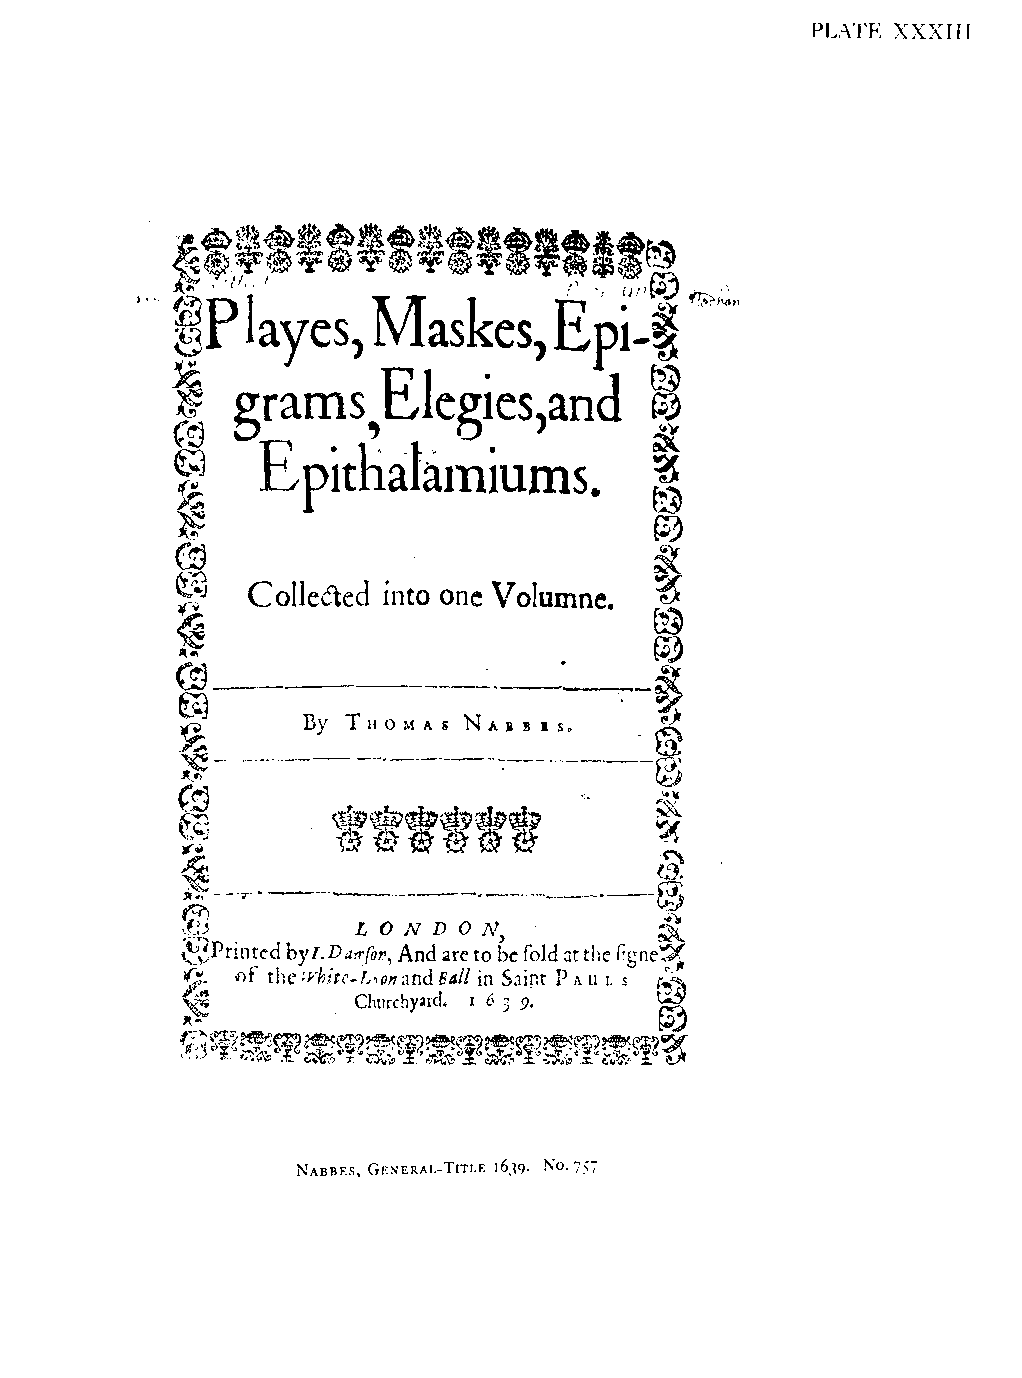 PLATE XXXIII
Playes, Maskes, Epi-
grams, Elegies, and
Epithalamiums.
Collected into one Volumne.
By THOMAS NABBES.
LONDON,
Printed by I. Dawson, And are to be sold at the signe
of the White-Lion and Ball in Saint PAULS
Churchyard. 1639.
NABBES, GENERAL-TITLE 1639. No. 757